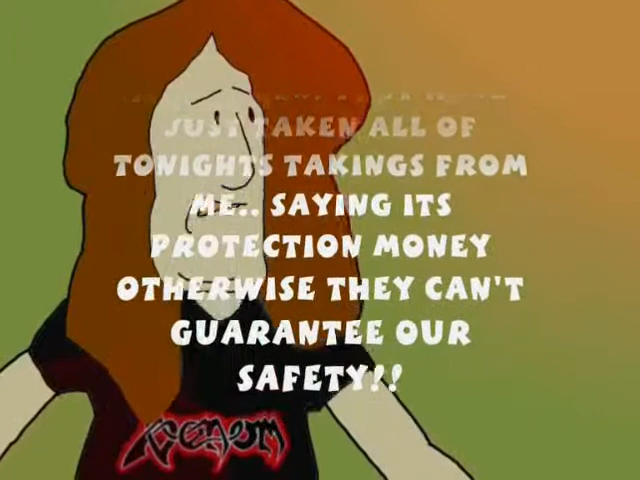 JUST TAKEN ALL OF
TONIGHTS TAKINGS FROM
ME.. SAYING ITS
PROTECTION MONEY
OTHERWISE THEY CAN'T
GUARANTEE OUR
SAFETY!!
VENOM